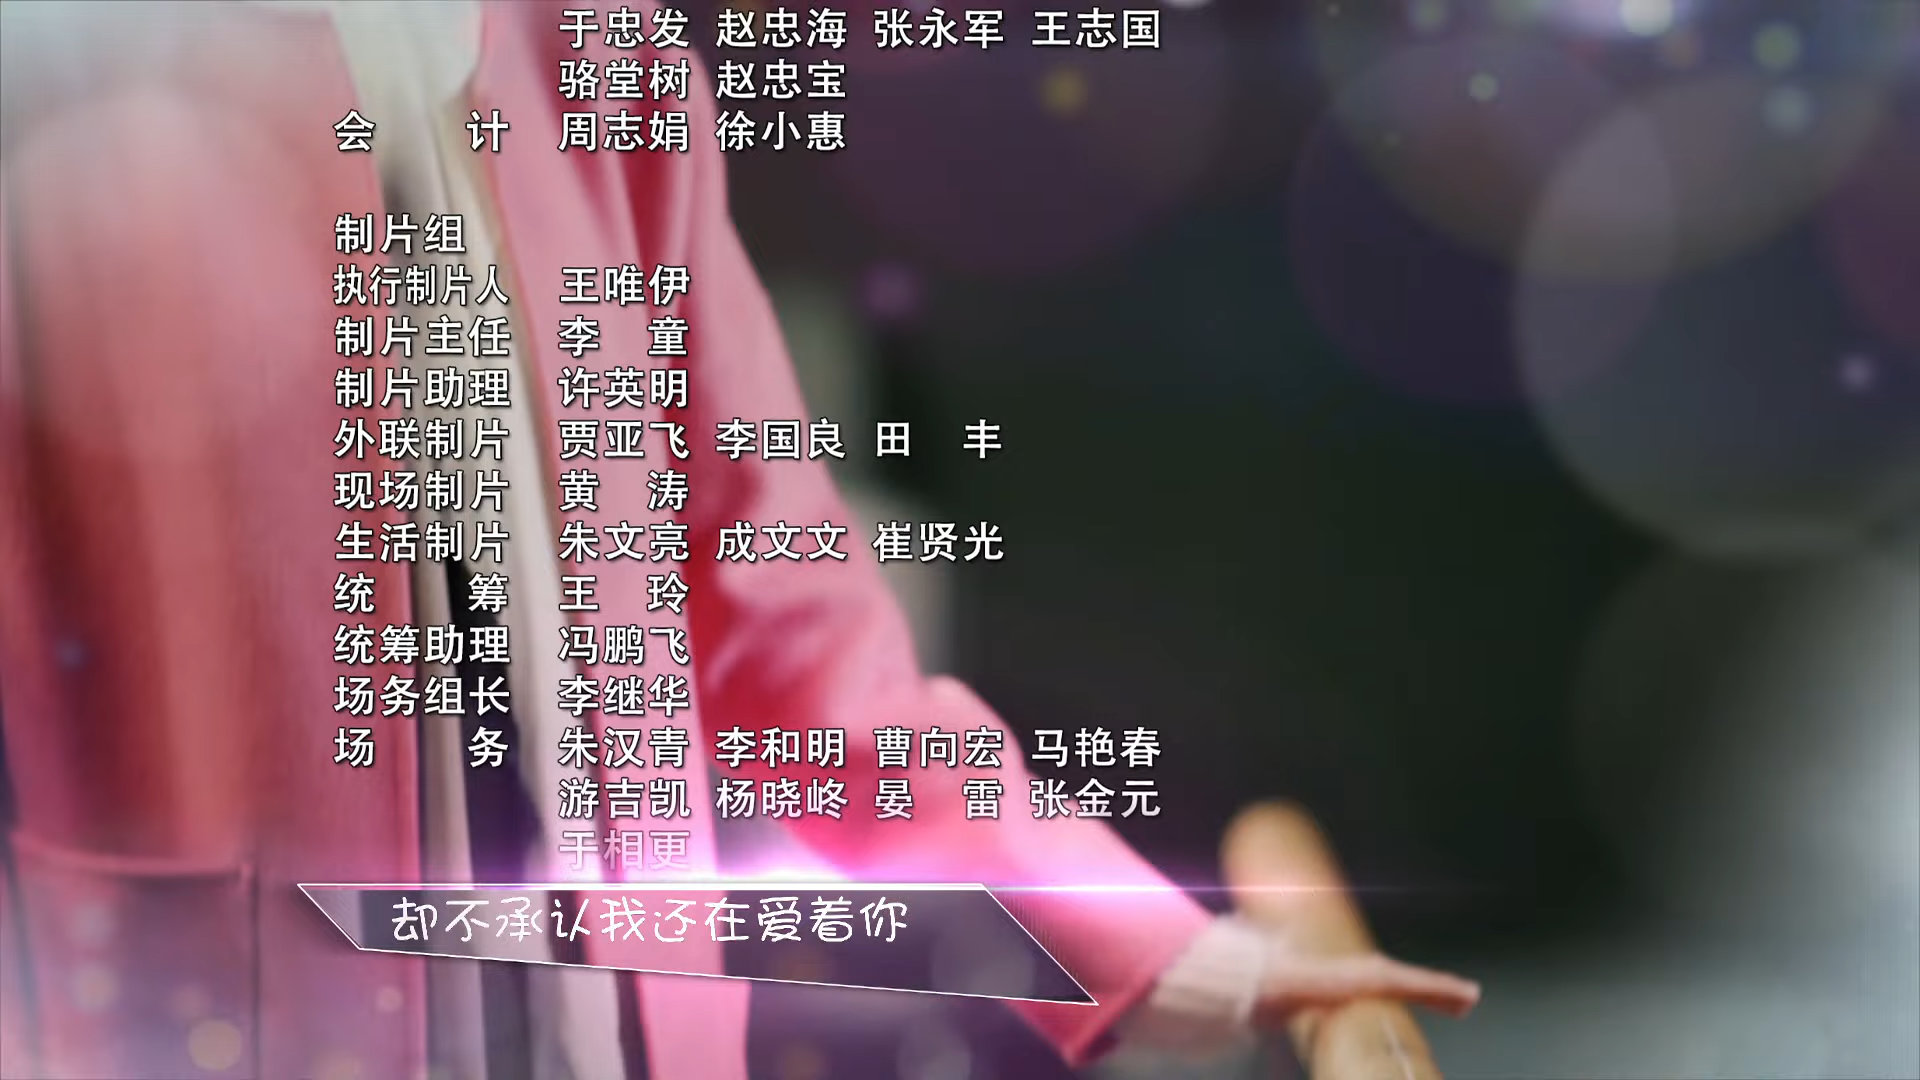 于忠发 赵忠海 张永军 王志国
骆堂树 赵忠宝
会 计 周志娟 徐小惠
制片组
执行制片人 王唯伊
制片主任 李 童
制片助理 许英明
外联制片 贾亚飞 李国良 田 丰
现场制片 黄 涛
生活制片 朱文亮 成文文 崔贤光
统 筹 王 玲
统筹助理 冯鹏飞
场务组长 李继华
场 务 朱汉青 李和明 曹向宏 马艳春
游吉凯 杨晓峂 晏 雷 张金元
于相更
却不承认我还在爱着你